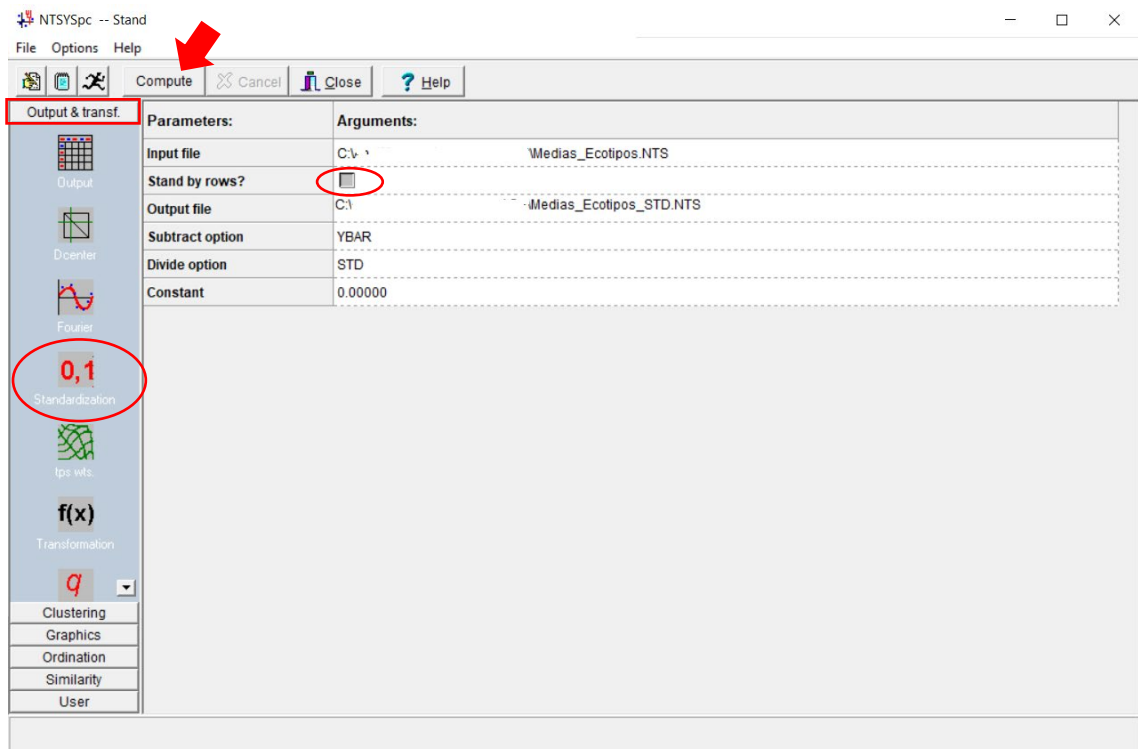 NTSYSpc -- Stand
File Options Help
Compute Cancel Close ? Help
Output & transf.
Parameters: Arguments:
Input file C:\ \Medias_Ecotipos.NTS
Output
Stand by rows?
Output file C:\ \Medias_Ecotipos_STD.NTS
Subtract option YBAR
Dcenter
Divide option STD
Constant 0.00000
Fourier
0,1
Standardization
tps wts.
f(x)
Transformation
q
Clustering
Graphics
Ordination
Similarity
User